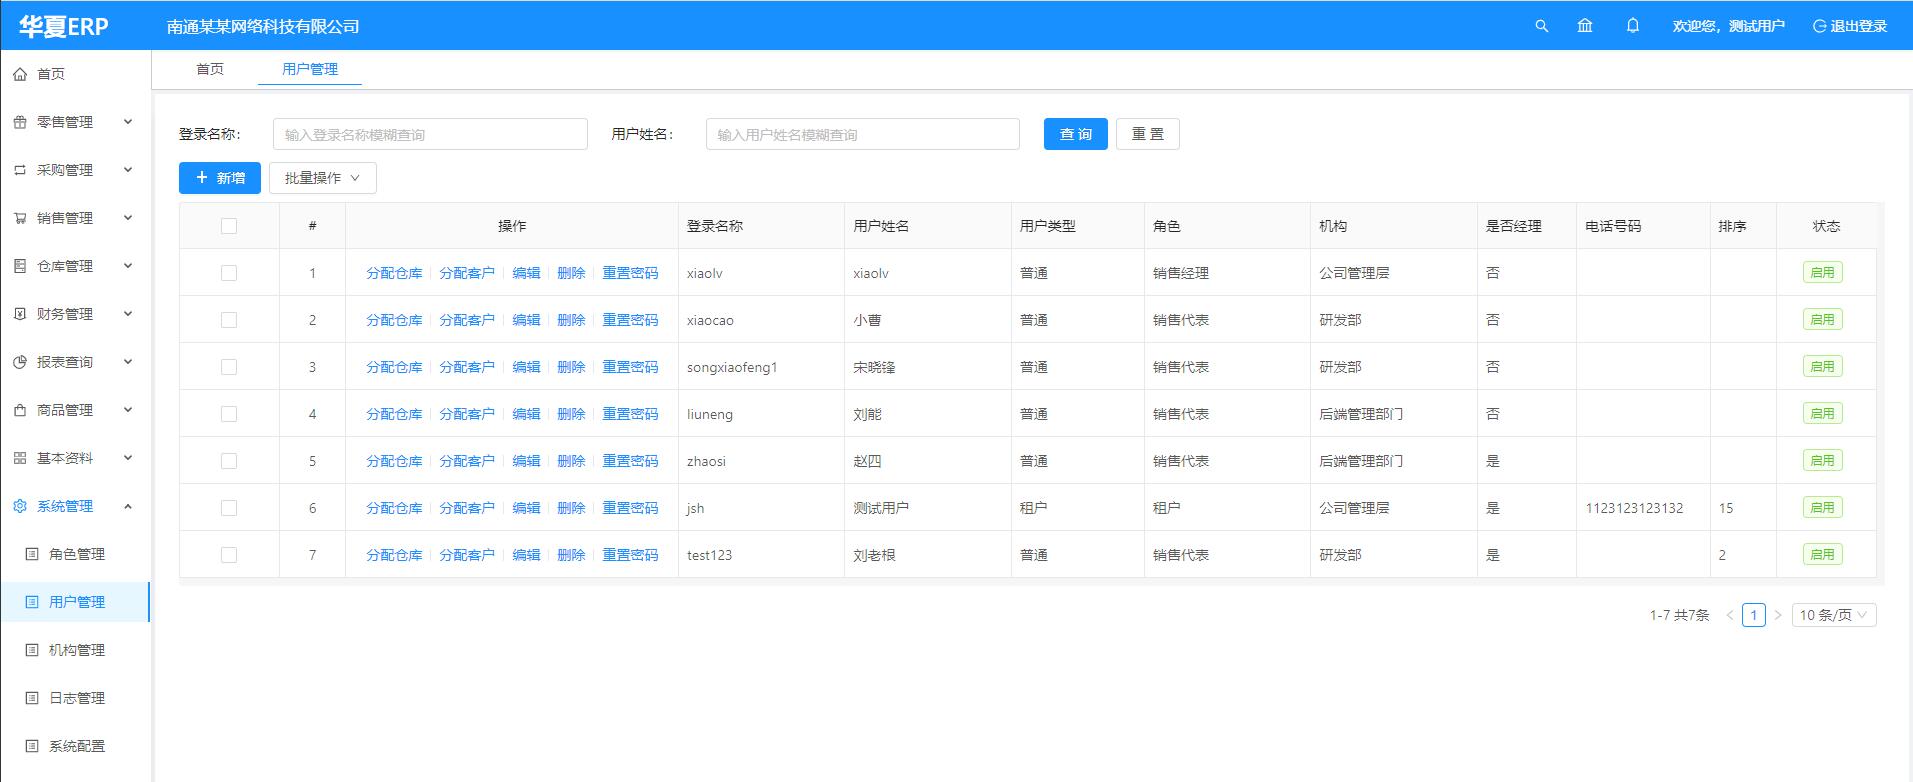 华夏ERP 南通某某网络科技有限公司 欢迎您，测试用户 退出登录
首页 用户管理
首页
零售管理
采购管理
销售管理
仓库管理
财务管理
报表查询
商品管理
基本资料
系统管理
角色管理
用户管理
机构管理
日志管理
系统配置
登录名称： 输入登录名称模糊查询 用户姓名： 输入用户姓名模糊查询 查 询 重 置
新增 批量操作
# 操作 登录名称 用户姓名 用户类型 角色 机构 是否经理 电话号码 排序 状态
1 分配仓库 分配客户 编辑 删除 重置密码 xiaolv xiaolv 普通 销售经理 公司管理层 否 启用
2 分配仓库 分配客户 编辑 删除 重置密码 xiaocao 小曹 普通 销售代表 研发部 否 启用
3 分配仓库 分配客户 编辑 删除 重置密码 songxiaofeng1 宋晓锋 普通 销售代表 研发部 否 启用
4 分配仓库 分配客户 编辑 删除 重置密码 liuneng 刘能 普通 销售代表 后端管理部门 否 启用
5 分配仓库 分配客户 编辑 删除 重置密码 zhaosi 赵四 普通 销售代表 后端管理部门 是 启用
6 分配仓库 分配客户 编辑 删除 重置密码 jsh 测试用户 租户 租户 公司管理层 是 1123123123132 15 启用
7 分配仓库 分配客户 编辑 删除 重置密码 test123 刘老根 普通 销售代表 研发部 是 2 启用
1-7 共7条 1 10 条/页